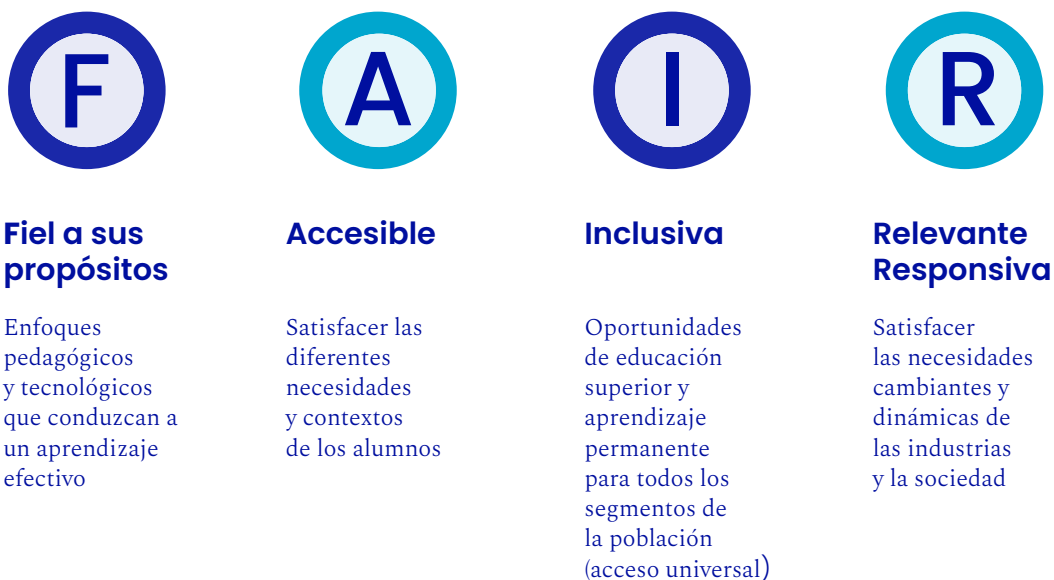 F
Fiel a sus
propósitos
Enfoques
pedagógicos
y tecnológicos
que conduzcan a
un aprendizaje
efectivo
A
Accesible
Satisfacer las
diferentes
necesidades
y contextos
de los alumnos
I
Inclusiva
Oportunidades
de educación
superior y
aprendizaje
permanente
para todos los
segmentos de
la población
(acceso universal)
R
Relevante
Responsiva
Satisfacer
las necesidades
cambiantes y
dinámicas de
las industrias
y la sociedad